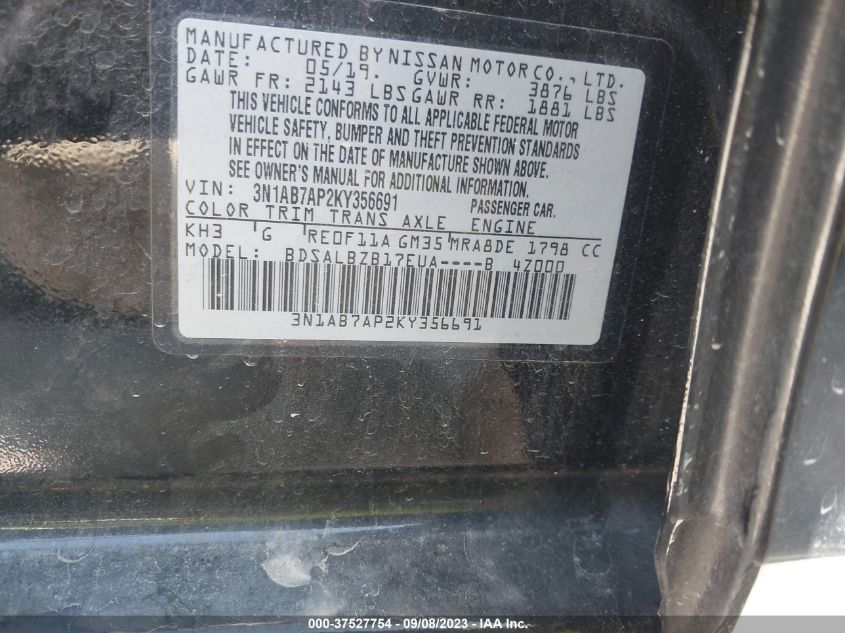 MANUFACTURED BY NISSAN MOTOR CO., LTD.
DATE: 05/19. GVWR: 3876 LBS
GAWR FR: 2143 LBS GAWR RR: 1881 LBS
THIS VEHICLE CONFORMS TO ALL APPLICABLE FEDERAL MOTOR
VEHICLE SAFETY, BUMPER AND THEFT PREVENTION STANDARDS
IN EFFECT ON THE DATE OF MANUFACTURE SHOWN ABOVE.
SEE OWNER'S MANUAL FOR ADDITIONAL INFORMATION.
VIN: 3N1AB7AP2KY356691 PASSENGER CAR.
COLOR TRIM TRANS AXLE ENGINE
KH3 G RE0F11A GM35 MRA8DE 1798 CC
MODEL: BDSALBZB17EUA----B 4Z000
3N1AB7AP2KY356691
000-37527754 - 09/08/2023 - IAA Inc.